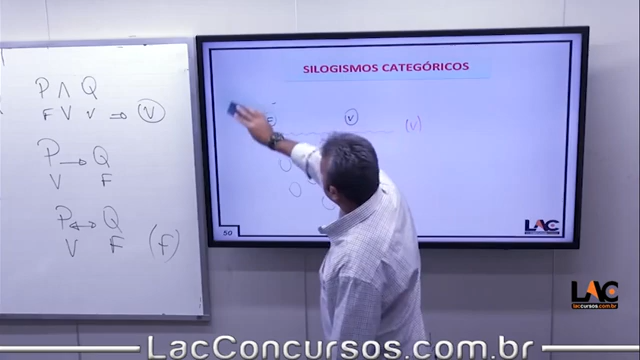 P ∧ Q
F V V ⇒ (V)
P → Q
V F
P ↔ Q
V F (F)
SILOGISMOS CATEGÓRICOS
V (V)
50
LAC
LAC
laccursos.com.br
LacConcursos.com.br